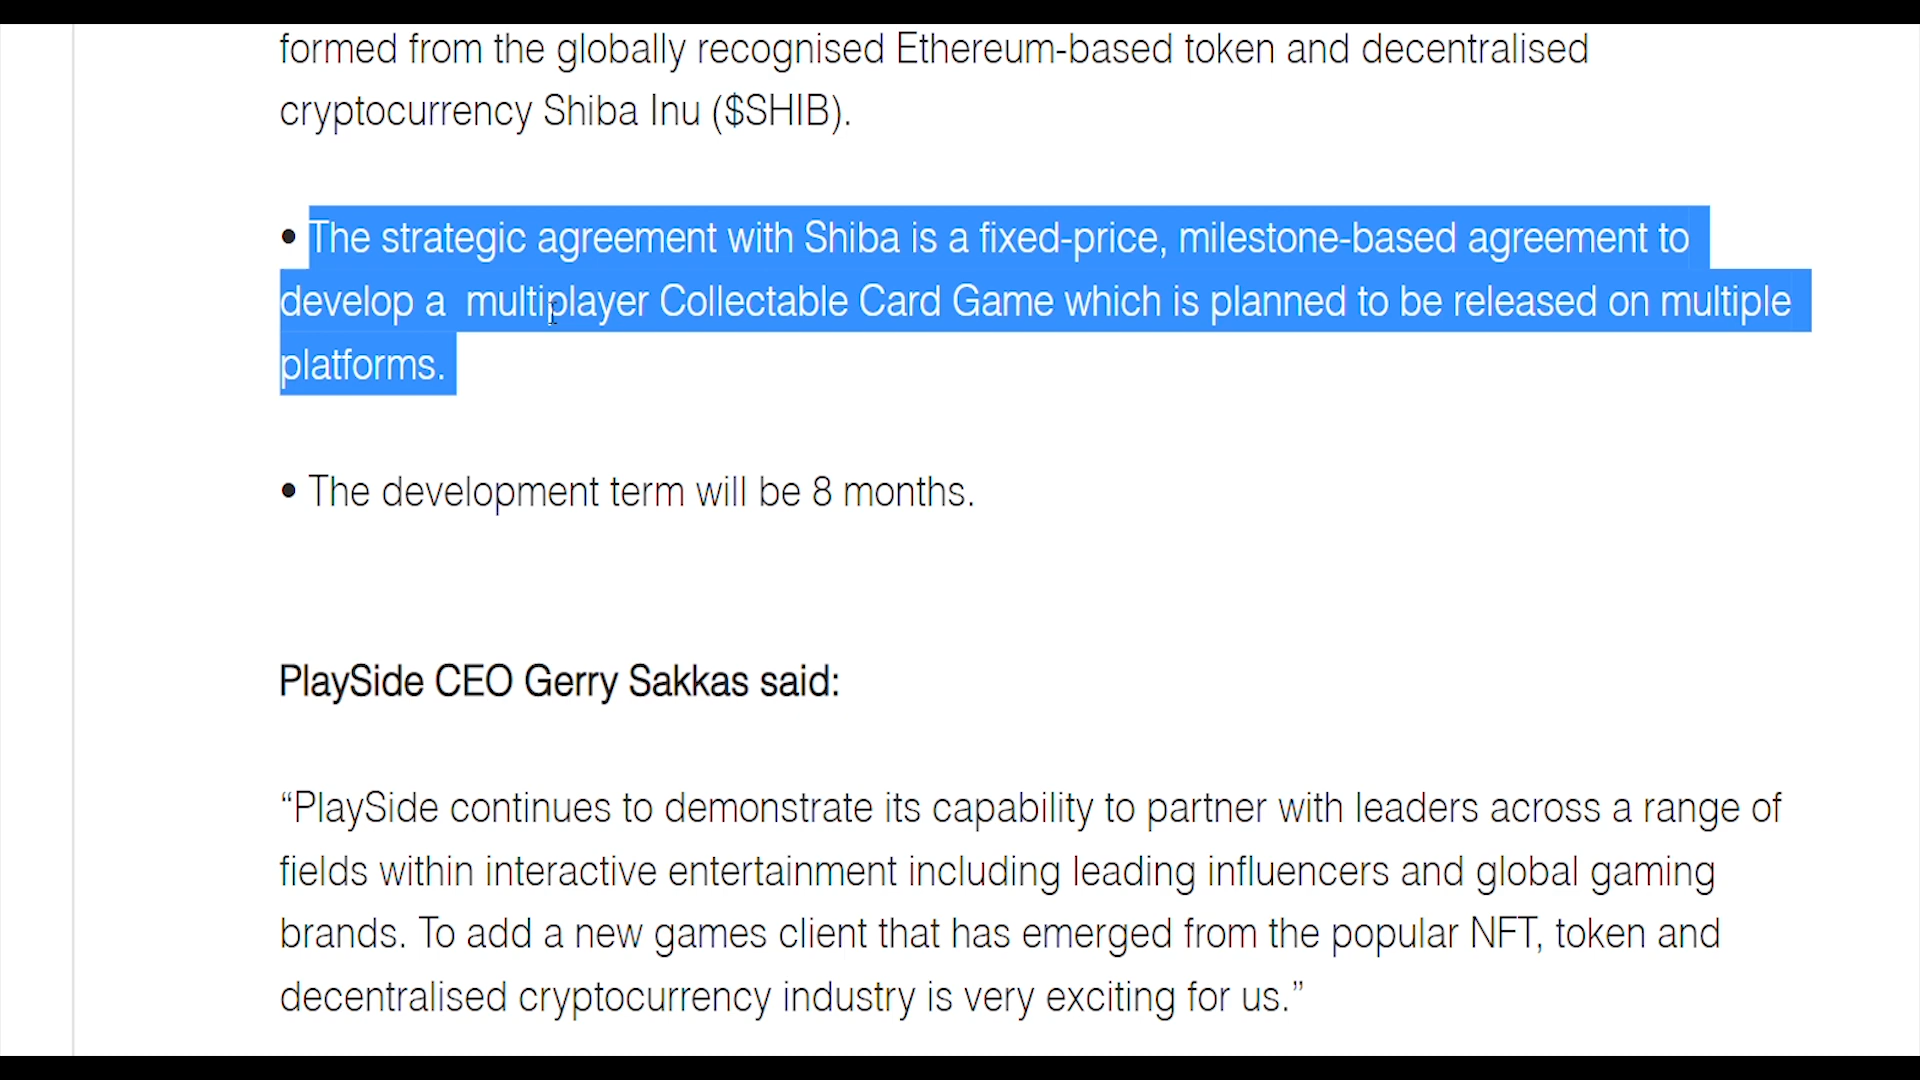 formed from the globally recognised Ethereum-based token and decentralised
cryptocurrency Shiba Inu ($SHIB).
• The strategic agreement with Shiba is a fixed-price, milestone-based agreement to
develop a  multiplayer Collectable Card Game which is planned to be released on multiple
platforms.
• The development term will be 8 months.
PlaySide CEO Gerry Sakkas said:
“PlaySide continues to demonstrate its capability to partner with leaders across a range of
fields within interactive entertainment including leading influencers and global gaming
brands. To add a new games client that has emerged from the popular NFT, token and
decentralised cryptocurrency industry is very exciting for us.”